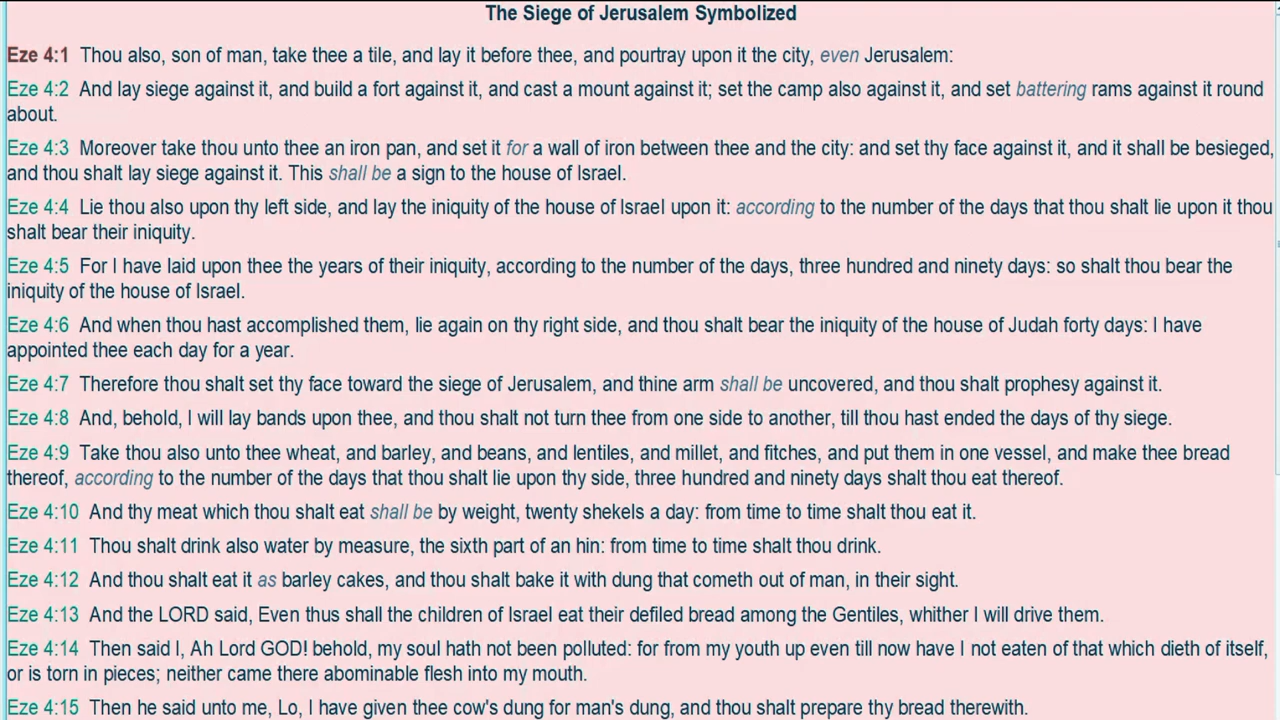 The Siege of Jerusalem Symbolized
Eze 4:1 Thou also, son of man, take thee a tile, and lay it before thee, and pourtray upon it the city, even Jerusalem:
Eze 4:2 And lay siege against it, and build a fort against it, and cast a mount against it; set the camp also against it, and set battering rams against it round
about.
Eze 4:3 Moreover take thou unto thee an iron pan, and set it for a wall of iron between thee and the city: and set thy face against it, and it shall be besieged,
and thou shalt lay siege against it. This shall be a sign to the house of Israel.
Eze 4:4 Lie thou also upon thy left side, and lay the iniquity of the house of Israel upon it: according to the number of the days that thou shalt lie upon it thou
shalt bear their iniquity.
Eze 4:5 For I have laid upon thee the years of their iniquity, according to the number of the days, three hundred and ninety days: so shalt thou bear the
iniquity of the house of Israel.
Eze 4:6 And when thou hast accomplished them, lie again on thy right side, and thou shalt bear the iniquity of the house of Judah forty days: I have
appointed thee each day for a year.
Eze 4:7 Therefore thou shalt set thy face toward the siege of Jerusalem, and thine arm shall be uncovered, and thou shalt prophesy against it.
Eze 4:8 And, behold, I will lay bands upon thee, and thou shalt not turn thee from one side to another, till thou hast ended the days of thy siege.
Eze 4:9 Take thou also unto thee wheat, and barley, and beans, and lentiles, and millet, and fitches, and put them in one vessel, and make thee bread
thereof, according to the number of the days that thou shalt lie upon thy side, three hundred and ninety days shalt thou eat thereof.
Eze 4:10 And thy meat which thou shalt eat shall be by weight, twenty shekels a day: from time to time shalt thou eat it.
Eze 4:11 Thou shalt drink also water by measure, the sixth part of an hin: from time to time shalt thou drink.
Eze 4:12 And thou shalt eat it as barley cakes, and thou shalt bake it with dung that cometh out of man, in their sight.
Eze 4:13 And the LORD said, Even thus shall the children of Israel eat their defiled bread among the Gentiles, whither I will drive them.
Eze 4:14 Then said I, Ah Lord GOD! behold, my soul hath not been polluted: for from my youth up even till now have I not eaten of that which dieth of itself,
or is torn in pieces; neither came there abominable flesh into my mouth.
Eze 4:15 Then he said unto me, Lo, I have given thee cow's dung for man's dung, and thou shalt prepare thy bread therewith.